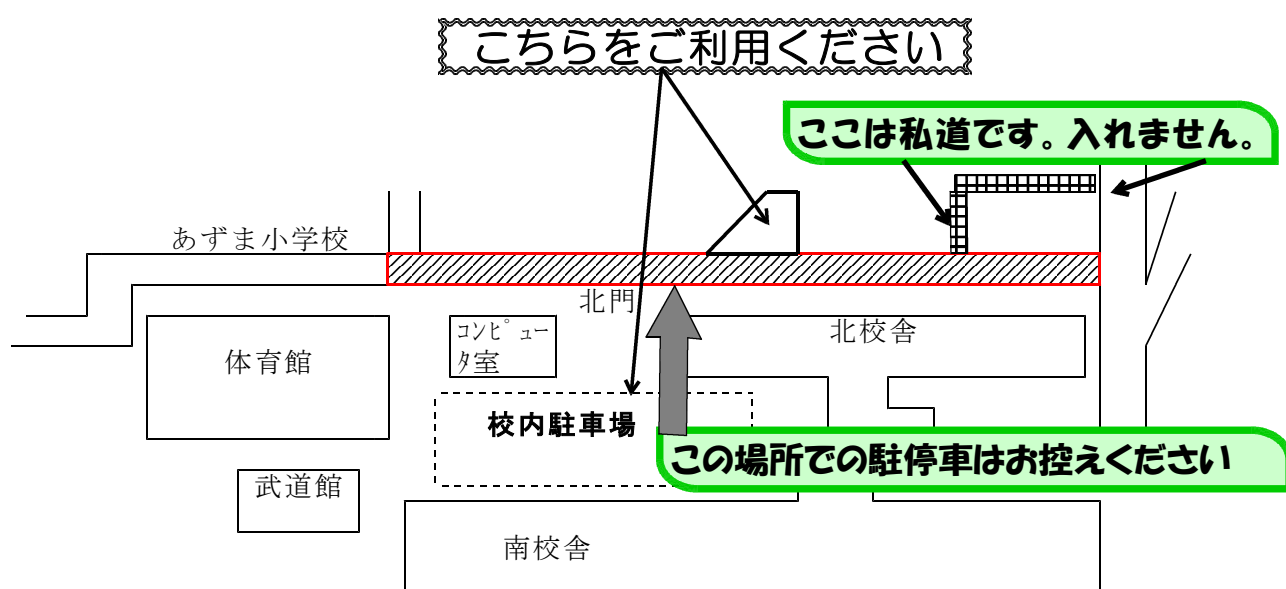 こちらをご利用ください
ここは私道です。入れません。
あずま小学校
北門
コンピュー
タ室
北校舎
体育館
校内駐車場
この場所での駐停車はお控えください
武道館
南校舎